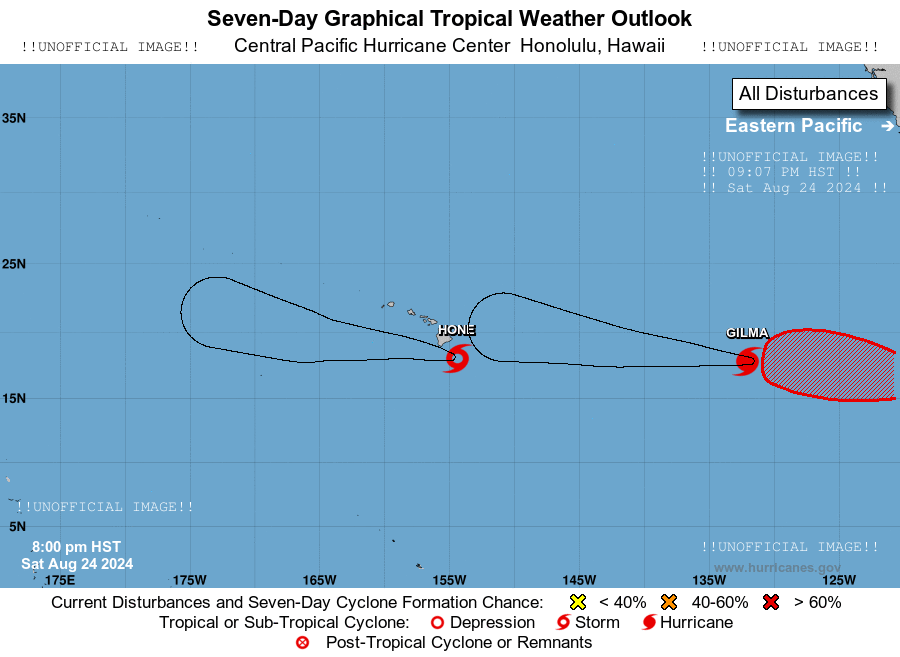 Seven-Day Graphical Tropical Weather Outlook
!!UNOFFICIAL IMAGE!! Central Pacific Hurricane Center Honolulu, Hawaii !!UNOFFICIAL IMAGE!!
All Disturbances
35N
Eastern Pacific →
!!UNOFFICIAL IMAGE!!
!! 09:07 PM HST !!
!! Sat Aug 24 2024 !!
25N
HONE
GILMA
15N
!!UNOFFICIAL IMAGE!!
5N
8:00 pm HST
!!UNOFFICIAL IMAGE!!
Sat Aug 24 2024
www.hurricanes.gov
175E 175W 165W 155W 145W 135W 125W
Current Disturbances and Seven-Day Cyclone Formation Chance: < 40% 40-60% > 60%
Tropical or Sub-Tropical Cyclone: Depression Storm Hurricane
Post-Tropical Cyclone or Remnants